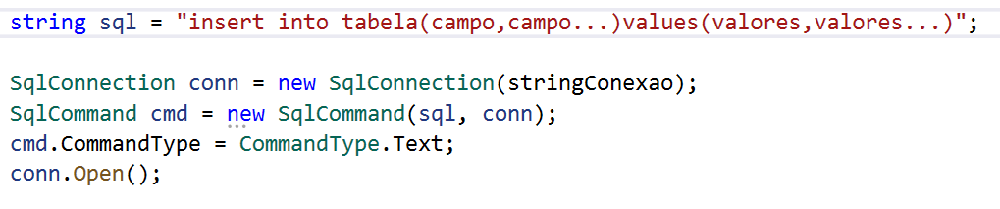 string sql = "insert into tabela(campo,campo...)values(valores,valores...)";
SqlConnection conn = new SqlConnection(stringConexao);
SqlCommand cmd = new SqlCommand(sql, conn);
cmd.CommandType = CommandType.Text;
conn.Open();